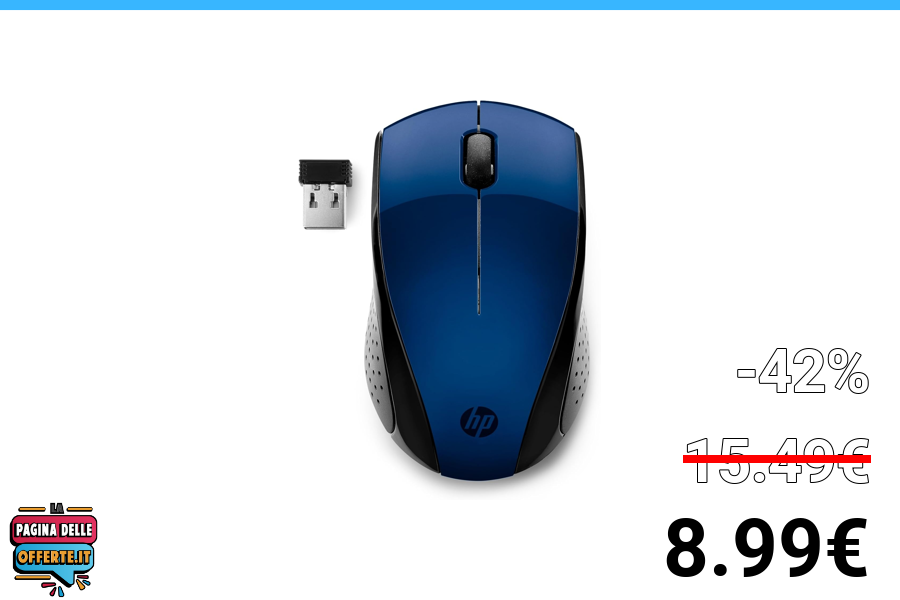 hp
-42%
15.49€
8.99€
LA
PAGINA DELLE
OFFERTE.IT